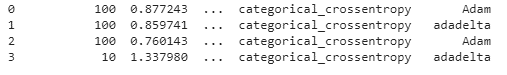 0 100 0.877243 ... categorical_crossentropy Adam
1 100 0.859741 ... categorical_crossentropy adadelta
2 100 0.760143 ... categorical_crossentropy Adam
3 10 1.337980 ... categorical_crossentropy adadelta